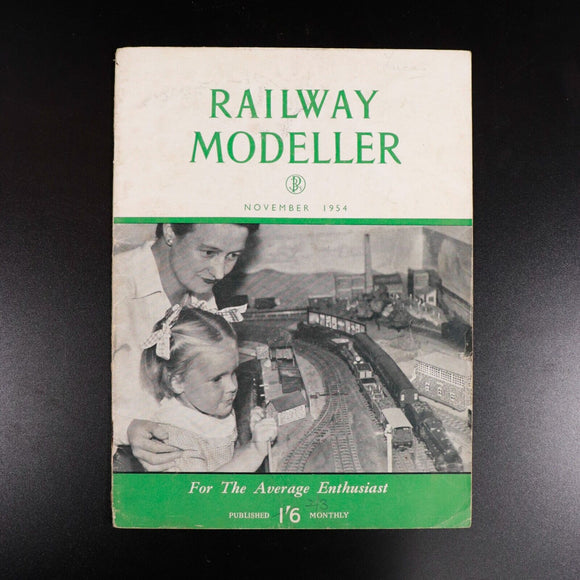 RAILWAY
MODELLER
NOVEMBER 1954
For The Average Enthusiast
PUBLISHED 1'6 MONTHLY